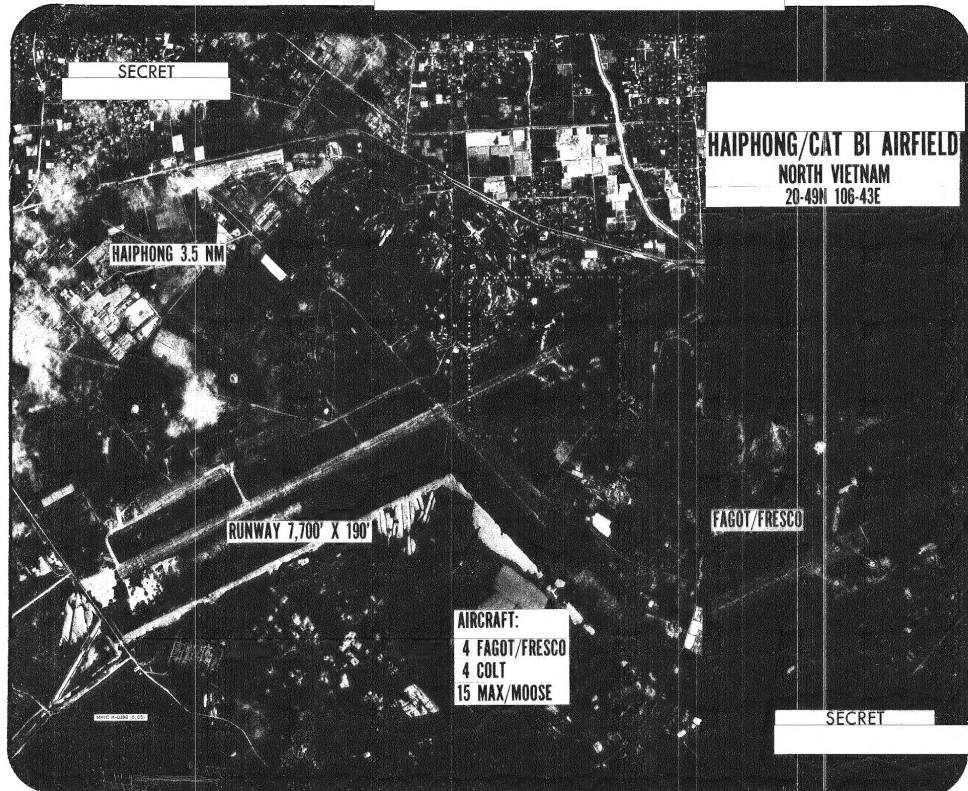 SECRET
HAIPHONG/CAT BI AIRFIELD
NORTH VIETNAM
20-49N 106-43E
HAIPHONG 3.5 NM
RUNWAY 7,700' X 190'
FAGOT/FRESCO
AIRCRAFT:
4 FAGOT/FRESCO
4 COLT
15 MAX/MOOSE
SECRET